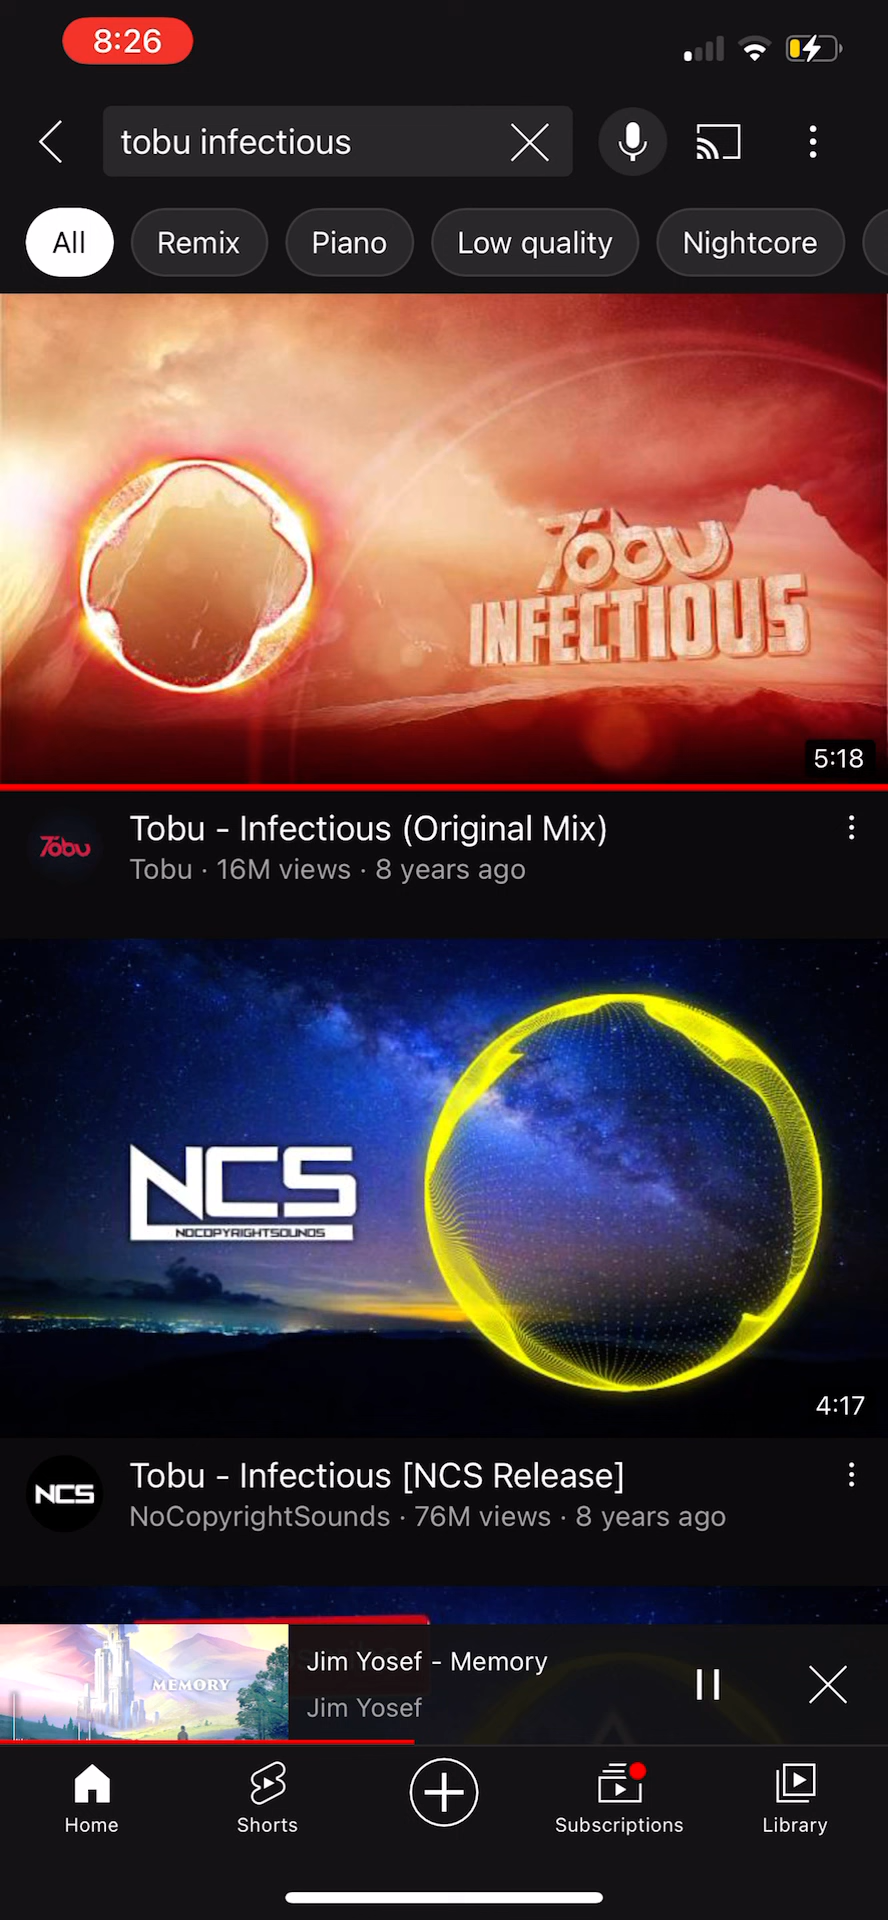 8:26
tobu infectious
All Remix Piano Low quality Nightcore
Tobu
INFECTIOUS
5:18
Tobu
Tobu - Infectious (Original Mix)
Tobu · 16M views · 8 years ago
NCS
NOCOPYRIGHTSOUNDS
4:17
NCS
Tobu - Infectious [NCS Release]
NoCopyrightSounds · 76M views · 8 years ago
MEMORY
Jim Yosef - Memory
Jim Yosef
Home Shorts Subscriptions Library